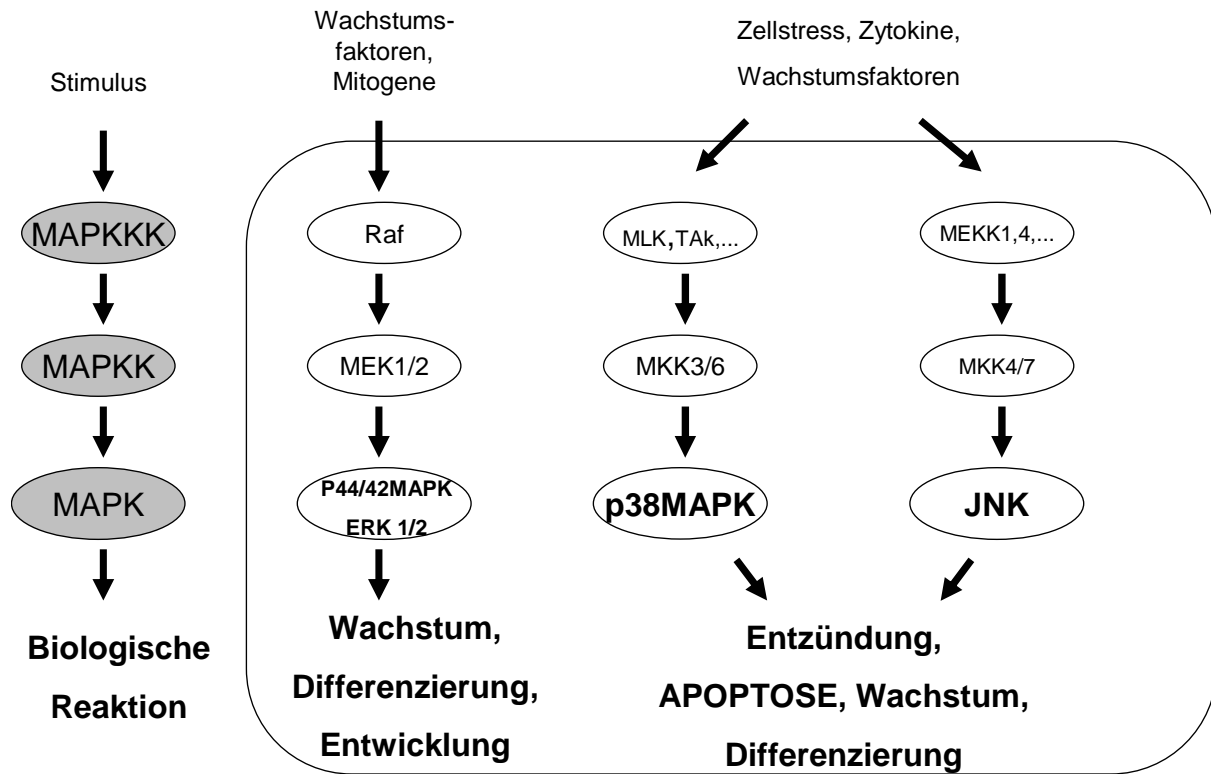 Wachstums-
faktoren,
Mitogene
Zellstress, Zytokine,
Wachstumsfaktoren
Stimulus
MAPKKK
Raf
MLK,TAk,...
MEKK1,4,...
MAPKK
MEK1/2
MKK3/6
MKK4/7
MAPK
P44/42MAPK
ERK 1/2
p38MAPK
JNK
Biologische
Reaktion
Wachstum,
Differenzierung,
Entwicklung
Entzündung,
APOPTOSE, Wachstum,
Differenzierung